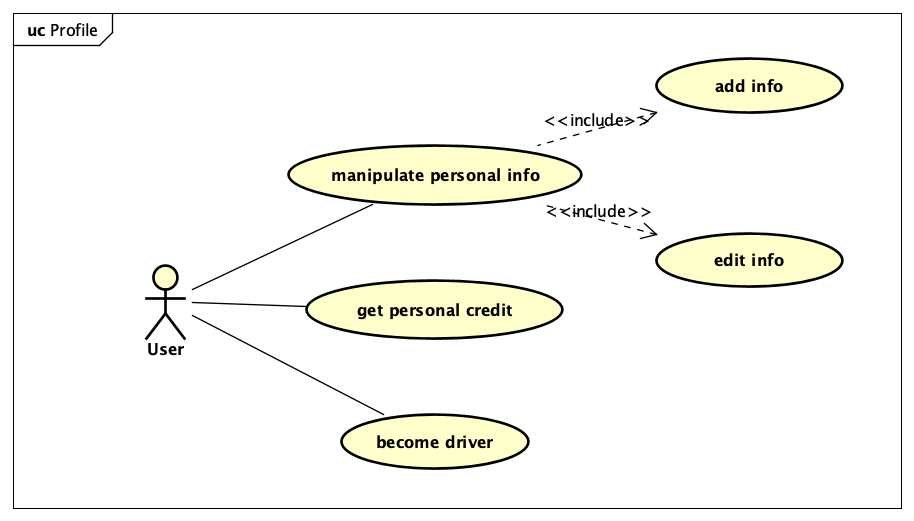 uc Profile
add info
<<include>>
manipulate personal info
<<include>>
edit info
get personal credit
User
become driver